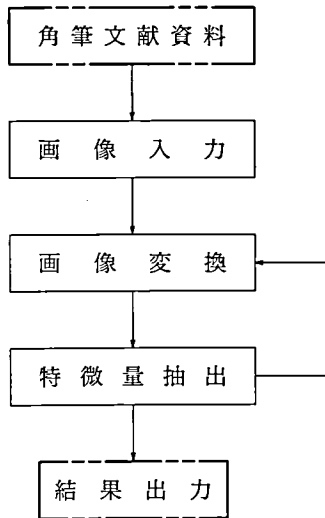 角筆文献資料
画像入力
画像変換
特微量抽出
結果出力